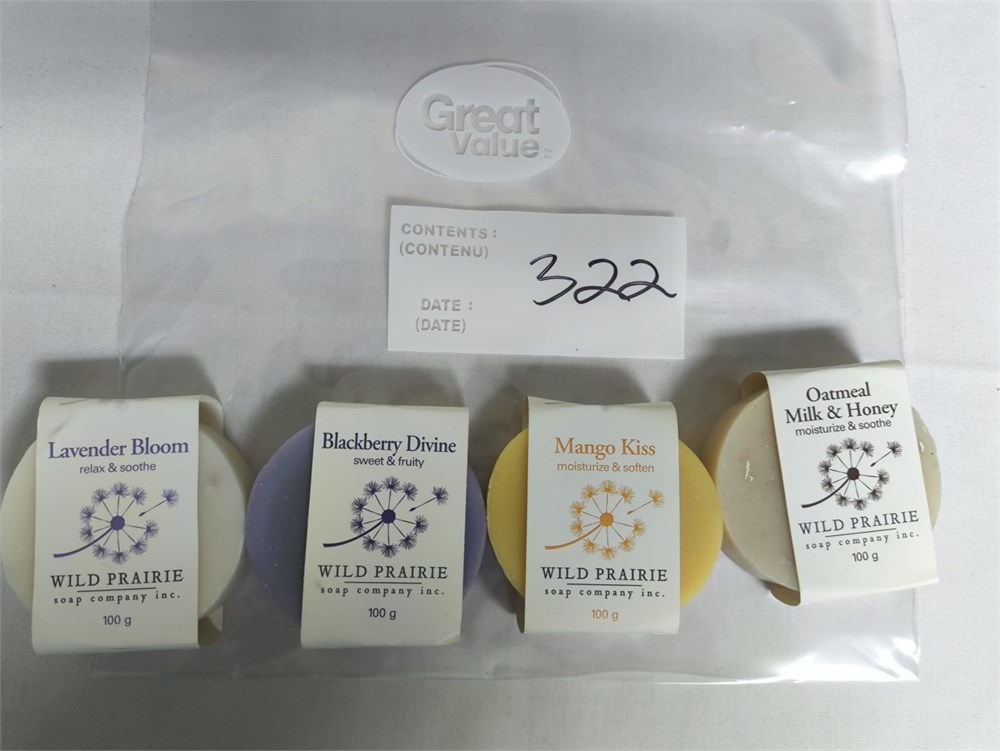 Great
Value
TM
CONTENTS :
(CONTENU)
322
DATE :
(DATE)
Lavender Bloom
relax & soothe
WILD PRAIRIE
soap company inc.
100 g
Blackberry Divine
sweet & fruity
WILD PRAIRIE
soap company inc.
100 g
Mango Kiss
moisturize & soften
WILD PRAIRIE
soap company inc.
100 g
Oatmeal
Milk & Honey
moisturize & soothe
WILD PRAIRIE
soap company inc.
100 g